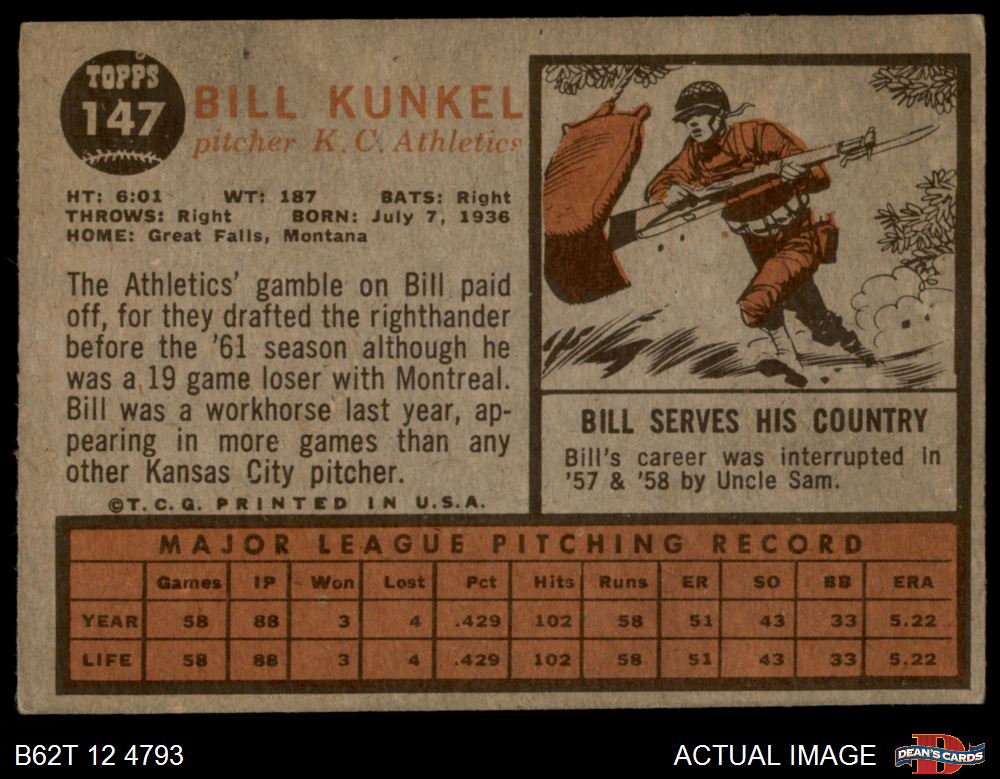 TOPPS
147
BILL KUNKEL
pitcher K. C. Athletics
HT: 6:01 WT: 187 BATS: Right
THROWS: Right BORN: July 7, 1936
HOME: Great Falls, Montana
The Athletics' gamble on Bill paid
off, for they drafted the righthander
before the '61 season although he
was a 19 game loser with Montreal.
Bill was a workhorse last year, ap-
pearing in more games than any
other Kansas City pitcher.
©T. C. G. PRINTED IN U.S.A.
BILL SERVES HIS COUNTRY
Bill's career was interrupted in
'57 & '58 by Uncle Sam.
MAJOR LEAGUE PITCHING RECORD
Games IP Won Lost Pct Hits Runs ER SO BB ERA
YEAR 58 88 3 4 .429 102 58 51 43 33 5.22
LIFE 58 88 3 4 .429 102 58 51 43 33 5.22
B62T 12 4793 ACTUAL IMAGE DEAN'S CARDS